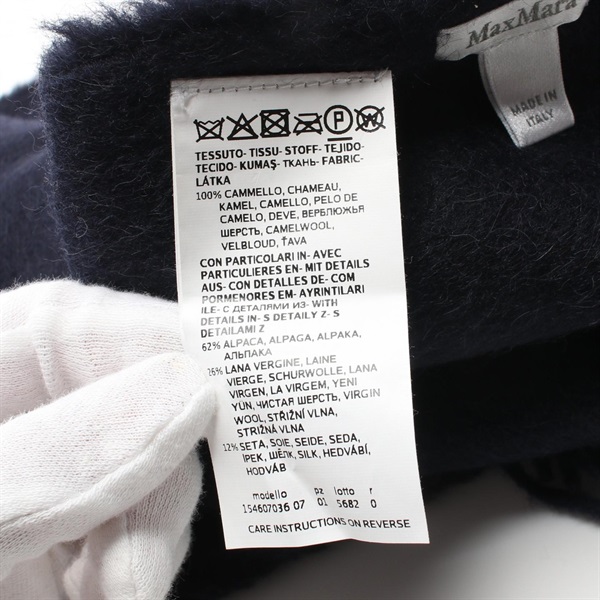 MaxMara
MADE IN
ITALY
P
TESSUTO- TISSU- STOFF- TEJIDO-
TECIDO- KUMAŞ- ТКАНЬ- FABRIC-
LÁTKA
100% CAMMELLO, CHAMEAU,
KAMEL, CAMELLO, PELO DE
CAMELO, DEVE, ВЕРБЛЮЖЬЯ
ШЕРСТЬ, CAMELWOOL,
VELBLOUD, ŤAVA
CON PARTICOLARI IN- AVEC
PARTICULIERES EN- MIT DETAILS
AUS- CON DETALLES DE- COM
PORMENORES EM- AYRINTILARI
ILE- С ДЕТАЛЯМИ ИЗ- WITH
DETAILS IN- S DETAILY Z- S
DETAILAMI Z
62% ALPACA, ALPAGA, ALPAKA,
АЛЬПАКА
26% LANA VERGINE, LAINE
VIERGE, SCHURWOLLE, LANA
VIRGEN, LA VIRGEM, YENI
YÜN, ЧИСТАЯ ШЕРСТЬ, VIRGIN
WOOL, STŘIŽNÍ VLNA,
STRIŽNÁ VLNA
12% SETA, SOIE, SEIDE, SEDA,
IPEK, ШЁЛК, SILK, HEDVÁBÍ,
HODVÁB
modello pz lotto r
154607036 07 01 5682 0
CARE INSTRUCTIONS ON REVERSE